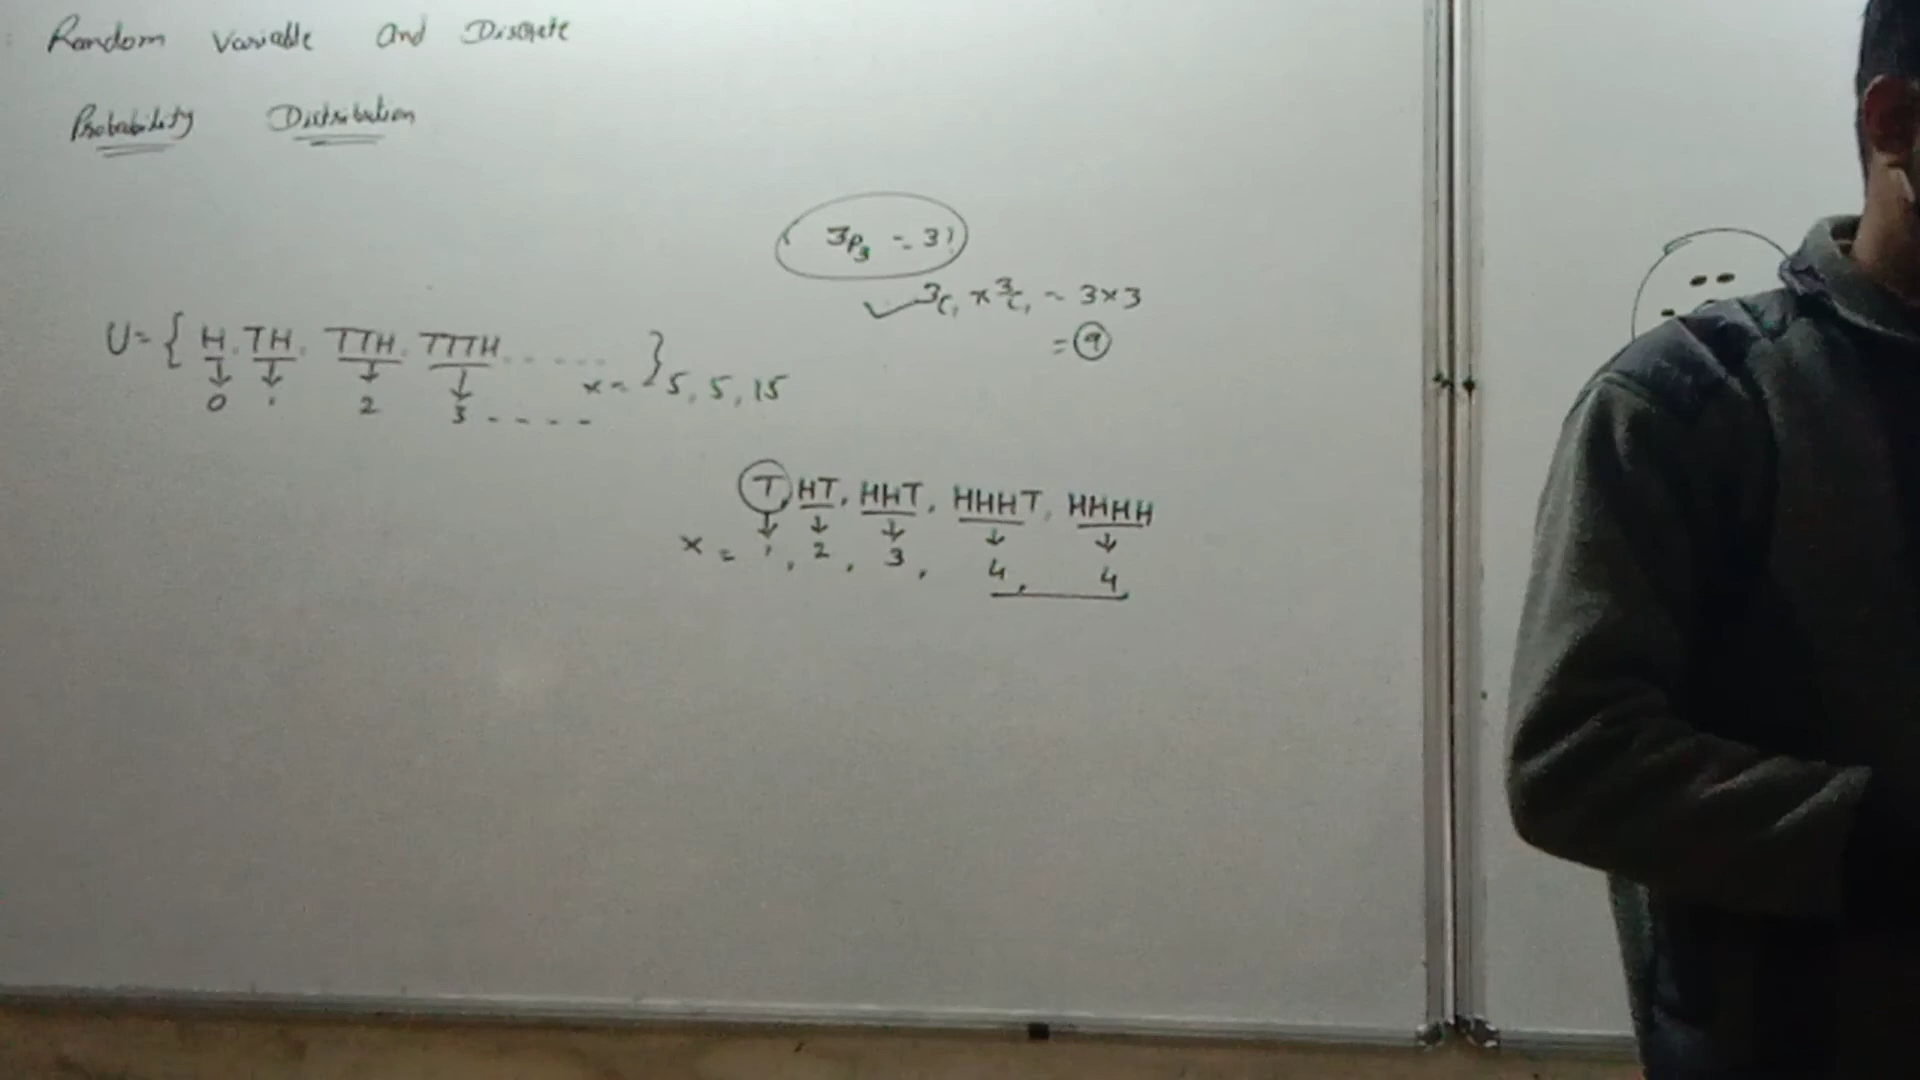 Random Variable and Discrete
Probability Distribution
3P3 = 3!
3C1 × 3C1 = 3×3
= 9
U = { H, TH, TTH, TTTH ..... }
0 1 2 3 - - - -
x = 5, 5, 15
T, HT, HHT, HHHT, HHHH
x = 1, 2, 3, 4, 4